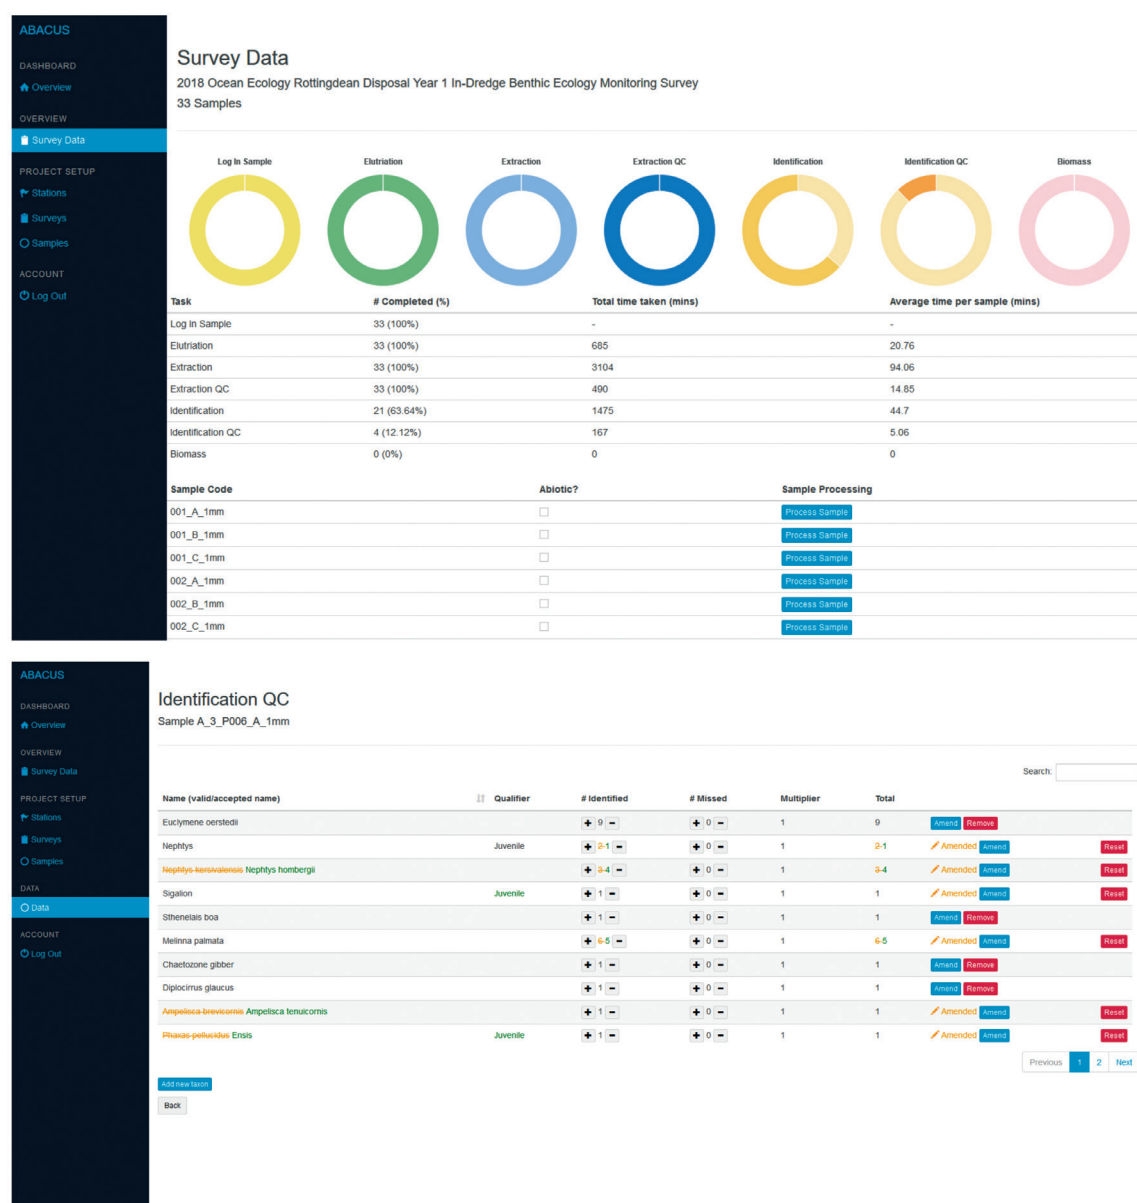 ABACUS
DASHBOARD
Overview
OVERVIEW
Survey Data
PROJECT SETUP
Stations
Surveys
Samples
ACCOUNT
Log Out
Survey Data
2018 Ocean Ecology Rottingdean Disposal Year 1 In-Dredge Benthic Ecology Monitoring Survey
33 Samples
Log In Sample Elutriation Extraction Extraction QC Identification Identification QC Biomass
Task # Completed (%) Total time taken (mins) Average time per sample (mins)
Log In Sample 33 (100%) - -
Elutriation 33 (100%) 685 20.76
Extraction 33 (100%) 3104 94.06
Extraction QC 33 (100%) 490 14.85
Identification 21 (63.64%) 1475 44.7
Identification QC 4 (12.12%) 167 5.06
Biomass 0 (0%) 0 0
Sample Code Abiotic? Sample Processing
001_A_1mm Process Sample
001_B_1mm Process Sample
001_C_1mm Process Sample
002_A_1mm Process Sample
002_B_1mm Process Sample
002_C_1mm Process Sample
ABACUS
DASHBOARD
Overview
OVERVIEW
Survey Data
PROJECT SETUP
Stations
Surveys
Samples
DATA
Data
ACCOUNT
Log Out
Identification QC
Sample A_3_P006_A_1mm
Search:
Name (valid/accepted name) Qualifier # Identified # Missed Multiplier Total
Euclymene oerstedii + 9 - + 0 - 1 9 Amend Remove
Nephtys Juvenile + 2 1 - + 0 - 1 2 1 Amended Amend Reset
Nephtys kersivalensis Nephtys hombergii + 3 4 - + 0 - 1 3 4 Amended Amend Reset
Sigalion Juvenile + 1 - + 0 - 1 1 Amended Amend Reset
Sthenelais boa + 1 - + 0 - 1 1 Amend Remove
Melinna palmata + 6 5 - + 0 - 1 6 5 Amended Amend Reset
Chaetozone gibber + 1 - + 0 - 1 1 Amend Remove
Diplocirrus glaucus + 1 - + 0 - 1 1 Amend Remove
Ampelisca brevicornis Ampelisca tenuicornis + 1 - + 0 - 1 1 Amended Amend Reset
Phaxas pellucidus Ensis Juvenile + 1 - + 0 - 1 1 Amended Amend Reset
Previous 1 2 Next
Add new taxon
Back